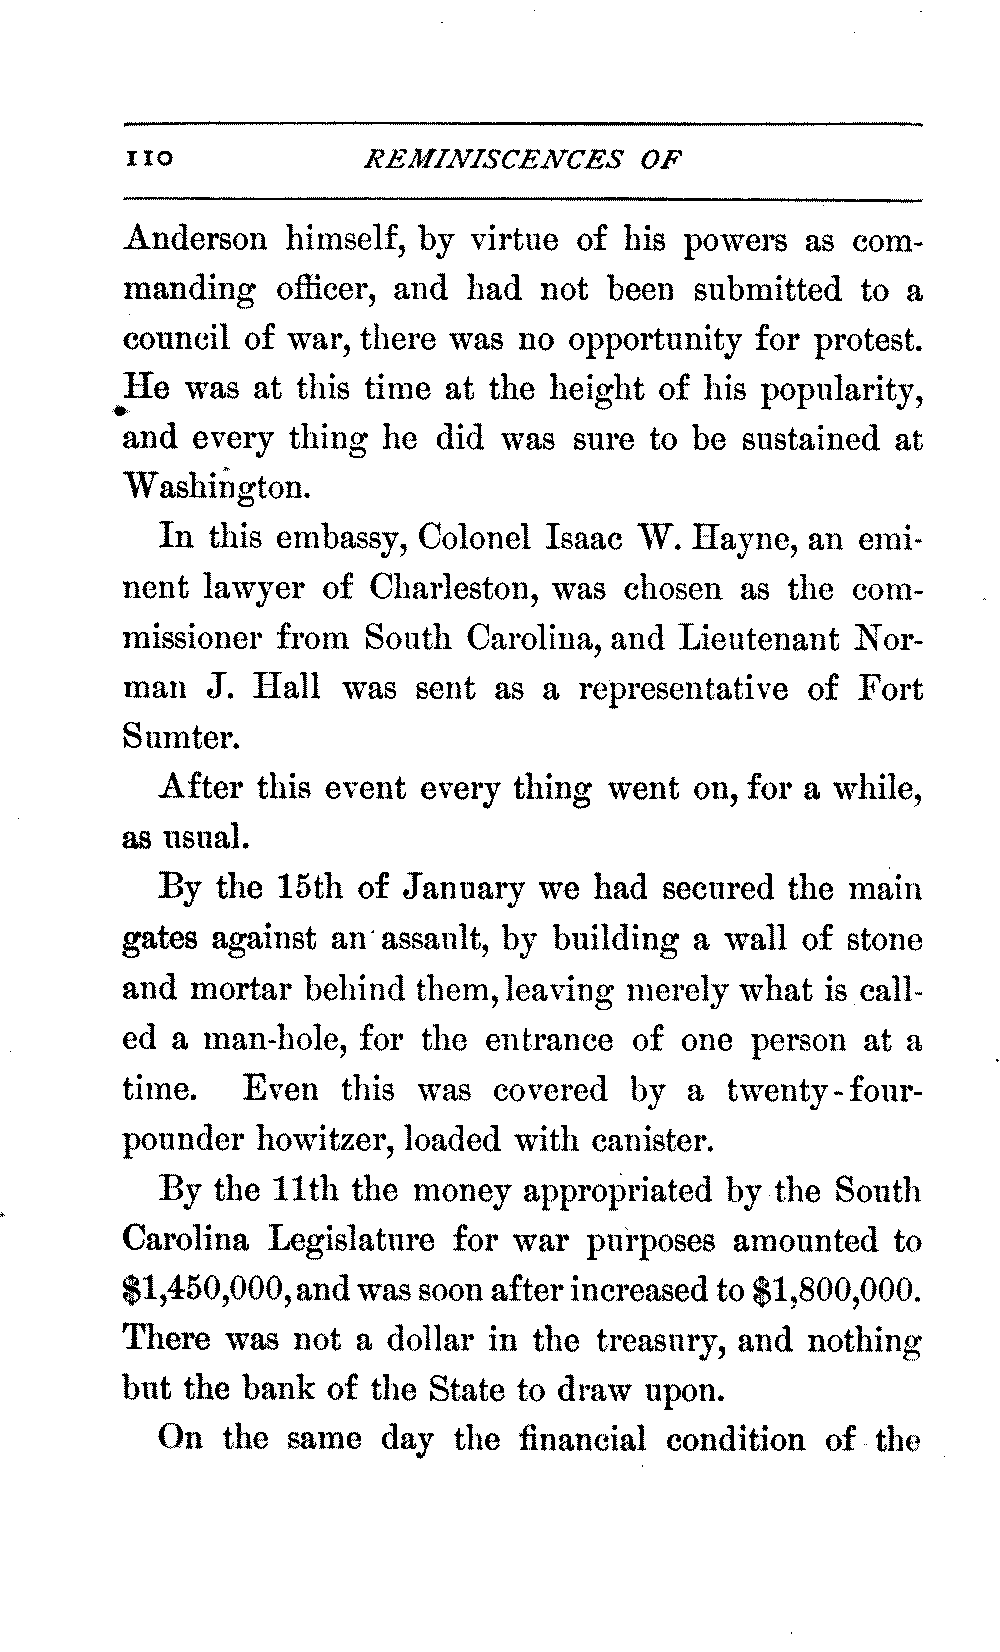 110 REMINISCENCES OF
Anderson himself, by virtue of his powers as com-
manding officer, and had not been submitted to a
council of war, there was no opportunity for protest.
He was at this time at the height of his popularity,
and every thing he did was sure to be sustained at
Washington.
In this embassy, Colonel Isaac W. Hayne, an emi-
nent lawyer of Charleston, was chosen as the com-
missioner from South Carolina, and Lieutenant Nor-
man J. Hall was sent as a representative of Fort
Sumter.
After this event every thing went on, for a while,
as usual.
By the 15th of January we had secured the main
gates against an assault, by building a wall of stone
and mortar behind them, leaving merely what is call-
ed a man-hole, for the entrance of one person at a
time. Even this was covered by a twenty-four-
pounder howitzer, loaded with canister.
By the 11th the money appropriated by the South
Carolina Legislature for war purposes amounted to
$1,450,000, and was soon after increased to $1,800,000.
There was not a dollar in the treasury, and nothing
but the bank of the State to draw upon.
On the same day the financial condition of the